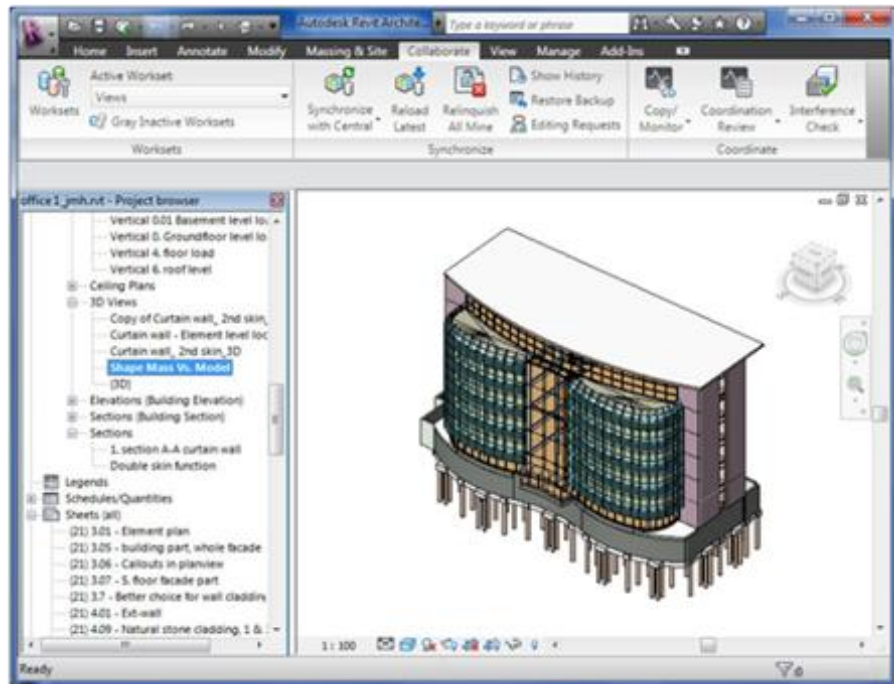 Autodesk Revit Archite...
Type a keyword or phrase
Home Insert Annotate Modify Massing & Site Collaborate View Manage Add-Ins
Worksets
Active Workset:
Views
Gray Inactive Worksets
Synchronize with Central
Reload Latest
Relinquish All Mine
Show History
Restore Backup
Editing Requests
Copy/ Monitor
Coordination Review
Interference Check
Worksets Synchronize Coordinate
office1_jmh.rvt - Project browser
Vertical 0.01 Basement level lo
Vertical 0. Groundfloor level lo
Vertical 4. floor load
Vertical 6. roof level
Ceiling Plans
3D Views
Copy of Curtain wall_ 2nd skin_
Curtain wall - Element level loc
Curtain wall_ 2nd skin_3D
Shape Mass Vs. Model
{3D}
Elevations (Building Elevation)
Sections (Building Section)
Sections
1. section A-A curtain wall
Double skin function
Legends
Schedules/Quantities
Sheets (all)
(21) 3.01 - Element plan
(21) 3.05 - building part, whole facade
(21) 3.06 - Callouts in planview
(21) 3.07 - 5. floor facade part
(21) 3.7 - Better choice for wall cladding
(21) 4.01 - Ext-wall
(21) 4.09 - Natural stone cladding, 1 &
1 : 100
Ready
:0